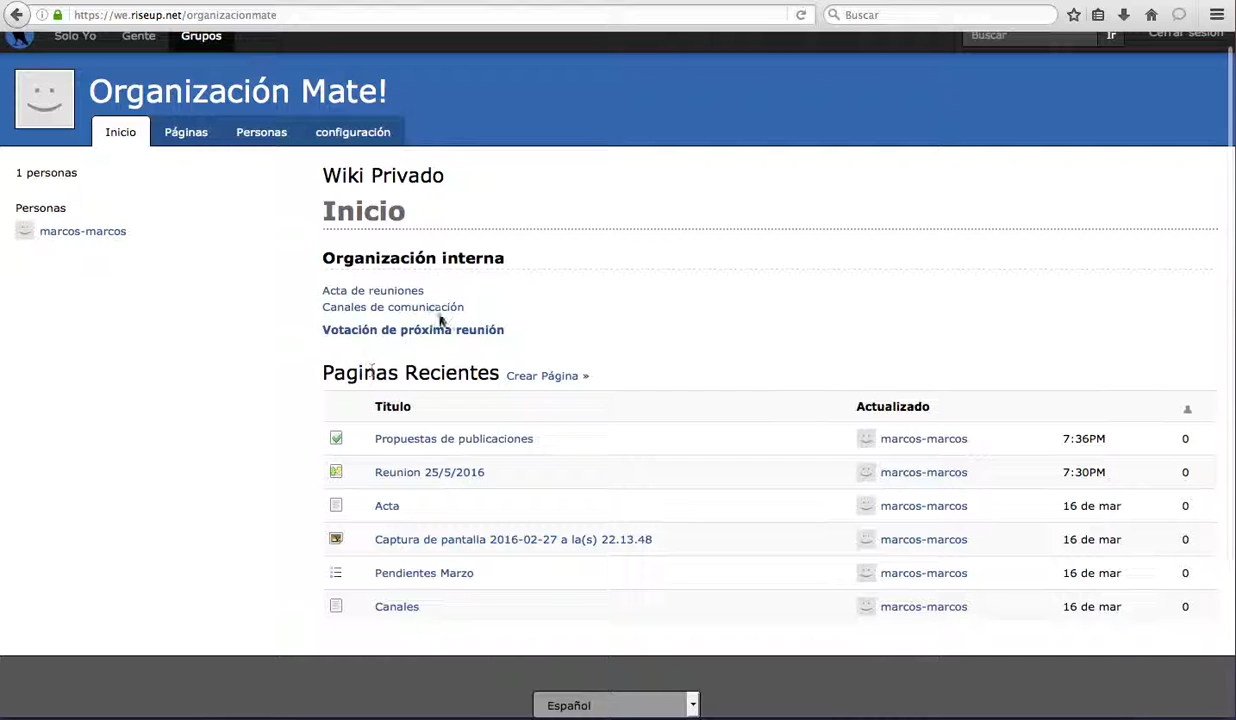 https://we.riseup.net/organizacionmate
Buscar
Solo Yo Gente Grupos
Buscar Ir Cerrar sesión
Organización Mate!
Inicio Páginas Personas configuración
1 personas
Personas
marcos-marcos
Wiki Privado
Inicio
Organización interna
Acta de reuniones
Canales de comunicación
Votación de próxima reunión
Paginas Recientes Crear Página »
Titulo Actualizado
Propuestas de publicaciones marcos-marcos 7:36PM 0
Reunion 25/5/2016 marcos-marcos 7:30PM 0
Acta marcos-marcos 16 de mar 0
Captura de pantalla 2016-02-27 a la(s) 22.13.48 marcos-marcos 16 de mar 0
Pendientes Marzo marcos-marcos 16 de mar 0
Canales marcos-marcos 16 de mar 0
Español